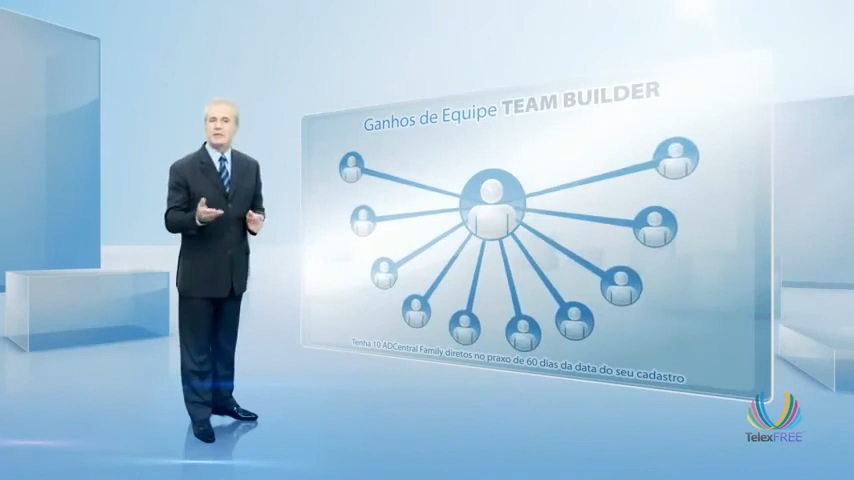 Ganhos de Equipe TEAM BUILDER
Tenha 10 ADCentral Family diretos no praxo de 60 dias da data do seu cadastro
TelexFREE